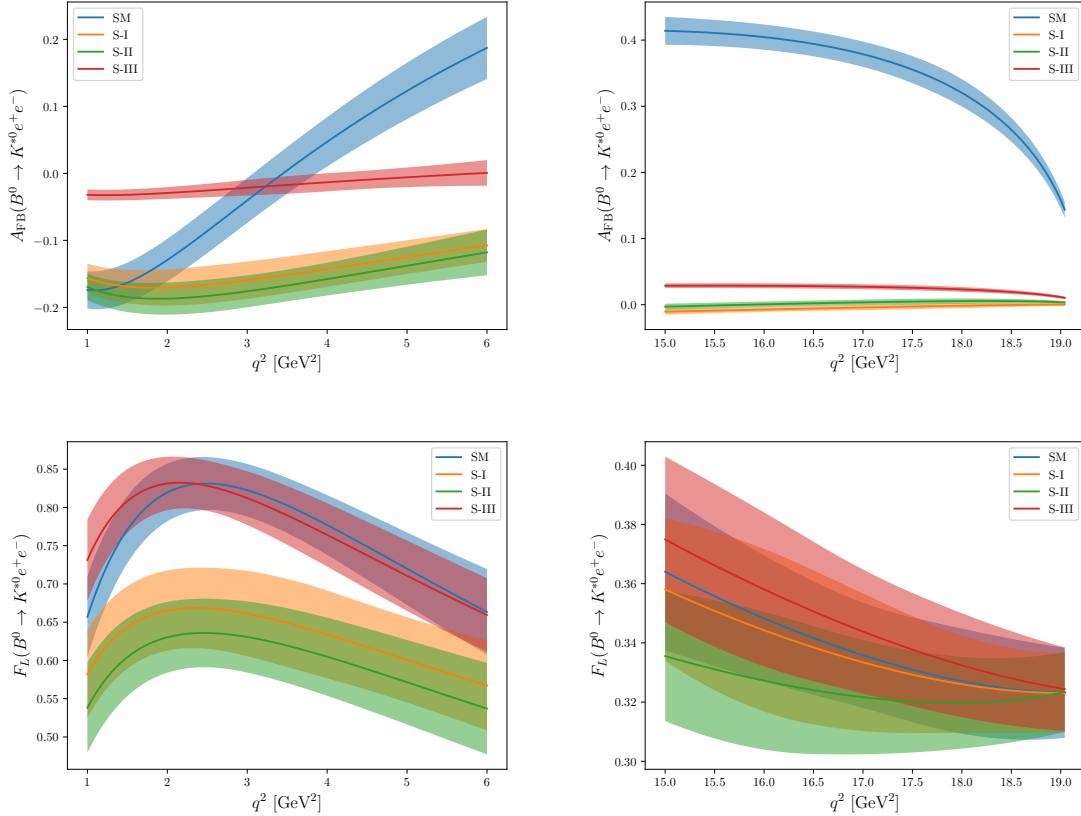 A_FB(B^0 → K^{*0}e^+e^-)
0.2
0.1
0.0
−0.1
−0.2
SM
S-I
S-II
S-III
1 2 3 4 5 6
q^2 [GeV^2]
A_FB(B^0 → K^{*0}e^+e^-)
0.4
0.3
0.2
0.1
0.0
SM
S-I
S-II
S-III
15.0 15.5 16.0 16.5 17.0 17.5 18.0 18.5 19.0
q^2 [GeV^2]
F_L(B^0 → K^{*0}e^+e^-)
0.85
0.80
0.75
0.70
0.65
0.60
0.55
0.50
SM
S-I
S-II
S-III
1 2 3 4 5 6
q^2 [GeV^2]
F_L(B^0 → K^{*0}e^+e^-)
0.40
0.38
0.36
0.34
0.32
0.30
SM
S-I
S-II
S-III
15.0 15.5 16.0 16.5 17.0 17.5 18.0 18.5 19.0
q^2 [GeV^2]